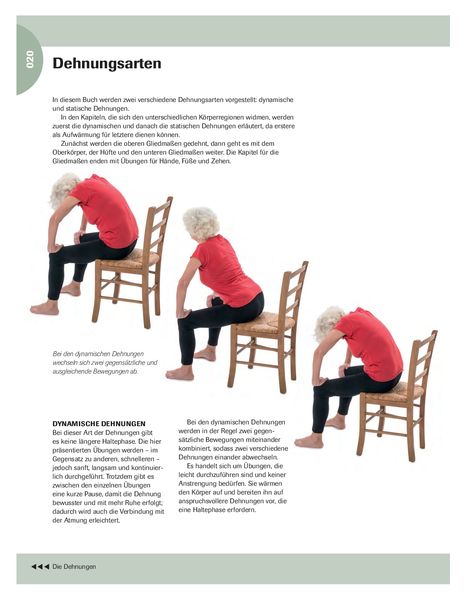 020
Dehnungsarten
In diesem Buch werden zwei verschiedene Dehnungsarten vorgestellt: dynamische
und statische Dehnungen.
In den Kapiteln, die sich den unterschiedlichen Körperregionen widmen, werden
zuerst die dynamischen und danach die statischen Dehnungen erläutert, da erstere
als Aufwärmung für letztere dienen können.
Zunächst werden die oberen Gliedmaßen gedehnt, dann geht es mit dem
Oberkörper, der Hüfte und den unteren Gliedmaßen weiter. Die Kapitel für die
Gliedmaßen enden mit Übungen für Hände, Füße und Zehen.
Bei den dynamischen Dehnungen
wechseln sich zwei gegensätzliche und
ausgleichende Bewegungen ab.
DYNAMISCHE DEHNUNGEN
Bei dieser Art der Dehnungen gibt
es keine längere Haltephase. Die hier
präsentierten Übungen werden – im
Gegensatz zu anderen, schnelleren –
jedoch sanft, langsam und kontinuier-
lich durchgeführt. Trotzdem gibt es
zwischen den einzelnen Übungen
eine kurze Pause, damit die Dehnung
bewusster und mit mehr Ruhe erfolgt;
dadurch wird auch die Verbindung mit
der Atmung erleichtert.
Bei den dynamischen Dehnungen
werden in der Regel zwei gegen-
sätzliche Bewegungen miteinander
kombiniert, sodass zwei verschiedene
Dehnungen einander abwechseln.
Es handelt sich um Übungen, die
leicht durchzuführen sind und keiner
Anstrengung bedürfen. Sie wärmen
den Körper auf und bereiten ihn auf
anspruchsvollere Dehnungen vor, die
eine Haltephase erfordern.
Die Dehnungen